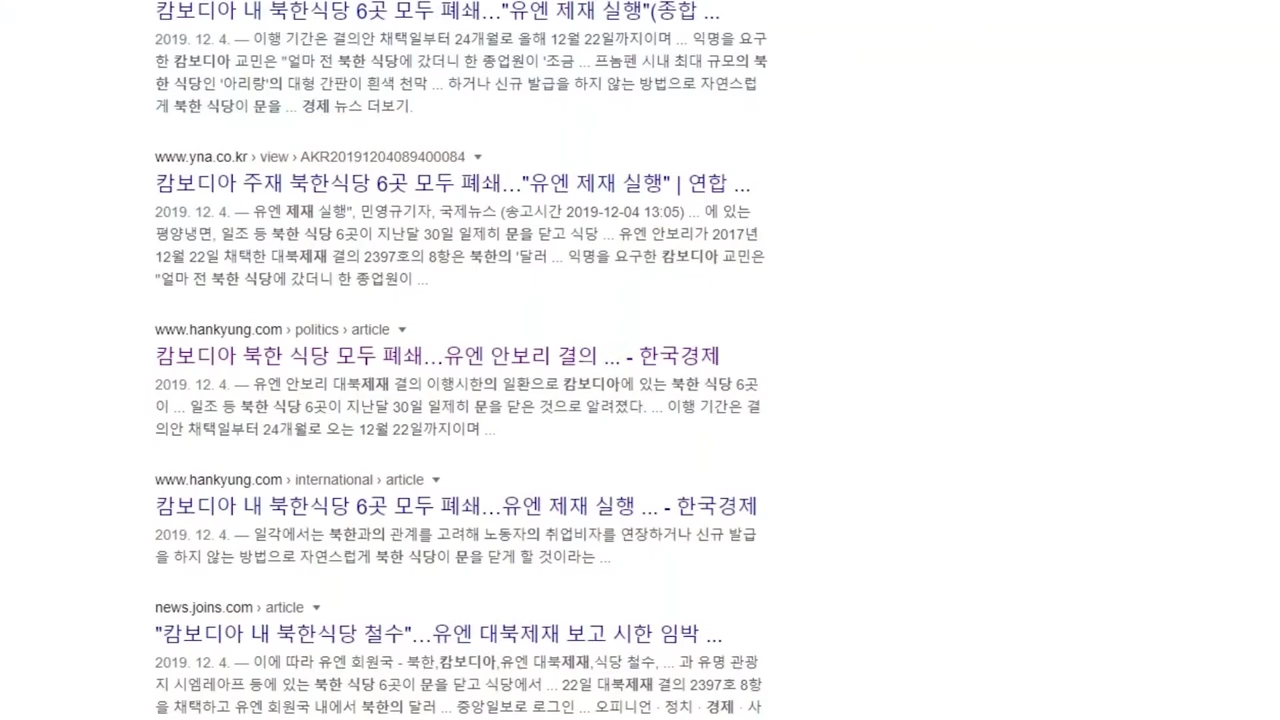 캄보디아 내 북한식당 6곳 모두 폐쇄..."유엔 제재 실행"(종합 ...
2019. 12. 4. — 이행 기간은 결의안 채택일부터 24개월로 올해 12월 22일까지이며 ... 익명을 요구
한 캄보디아 교민은 "얼마 전 북한 식당에 갔더니 한 종업원이 '조금 ... 프놈펜 시내 최대 규모의 북
한 식당인 '아리랑'의 대형 간판이 흰색 천막 ... 하거나 신규 발급을 하지 않는 방법으로 자연스럽
게 북한 식당이 문을 ... 경제 뉴스 더보기.
www.yna.co.kr › view › AKR20191204089400084
캄보디아 주재 북한식당 6곳 모두 폐쇄..."유엔 제재 실행" | 연합 ...
2019. 12. 4. — 유엔 제재 실행", 민영규기자, 국제뉴스 (송고시간 2019-12-04 13:05) ... 에 있는
평양냉면, 일조 등 북한 식당 6곳이 지난달 30일 일제히 문을 닫고 식당 ... 유엔 안보리가 2017년
12월 22일 채택한 대북제재 결의 2397호의 8항은 북한의 '달러 ... 익명을 요구한 캄보디아 교민은
"얼마 전 북한 식당에 갔더니 한 종업원이 ...
www.hankyung.com › politics › article
캄보디아 북한 식당 모두 폐쇄...유엔 안보리 결의 ... - 한국경제
2019. 12. 4. — 유엔 안보리 대북제재 결의 이행시한의 일환으로 캄보디아에 있는 북한 식당 6곳
이 ... 일조 등 북한 식당 6곳이 지난달 30일 일제히 문을 닫은 것으로 알려졌다. ... 이행 기간은 결
의안 채택일부터 24개월로 오는 12월 22일까지이며 ...
www.hankyung.com › international › article
캄보디아 내 북한식당 6곳 모두 폐쇄...유엔 제재 실행 ... - 한국경제
2019. 12. 4. — 일각에서는 북한과의 관계를 고려해 노동자의 취업비자를 연장하거나 신규 발급
을 하지 않는 방법으로 자연스럽게 북한 식당이 문을 닫게 할 것이라는 ...
news.joins.com › article
"캄보디아 내 북한식당 철수"...유엔 대북제재 보고 시한 임박 ...
2019. 12. 4. — 이에 따라 유엔 회원국 - 북한,캄보디아,유엔 대북제재,식당 철수, ... 과 유명 관광
지 시엠레아프 등에 있는 북한 식당 6곳이 문을 닫고 식당에서 ... 22일 대북제재 결의 2397호 8항
을 채택하고 유엔 회원국 내에서 북한의 달러 ... 중앙일보로 로그인 ... 오피니언 · 정치 · 경제 · 사